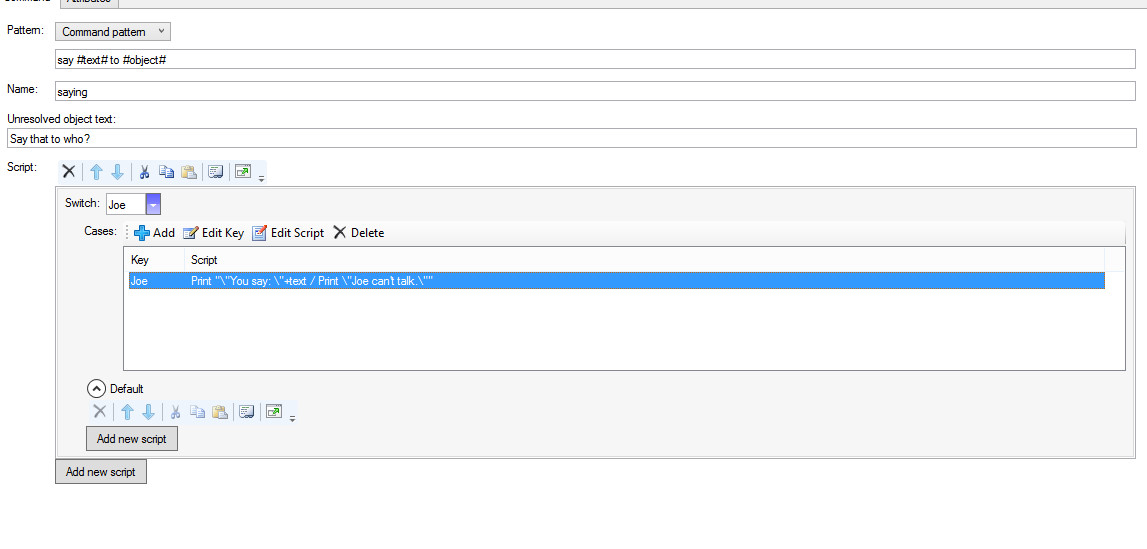 Command Attributes
Pattern: Command pattern
say #text# to #object#
Name: saying
Unresolved object text:
Say that to who?
Script:
Switch: Joe
Cases: Add Edit Key Edit Script Delete
Key Script
Joe Print "\"You say: \"+text / Print \"Joe can't talk.\""
Default
Add new script
Add new script